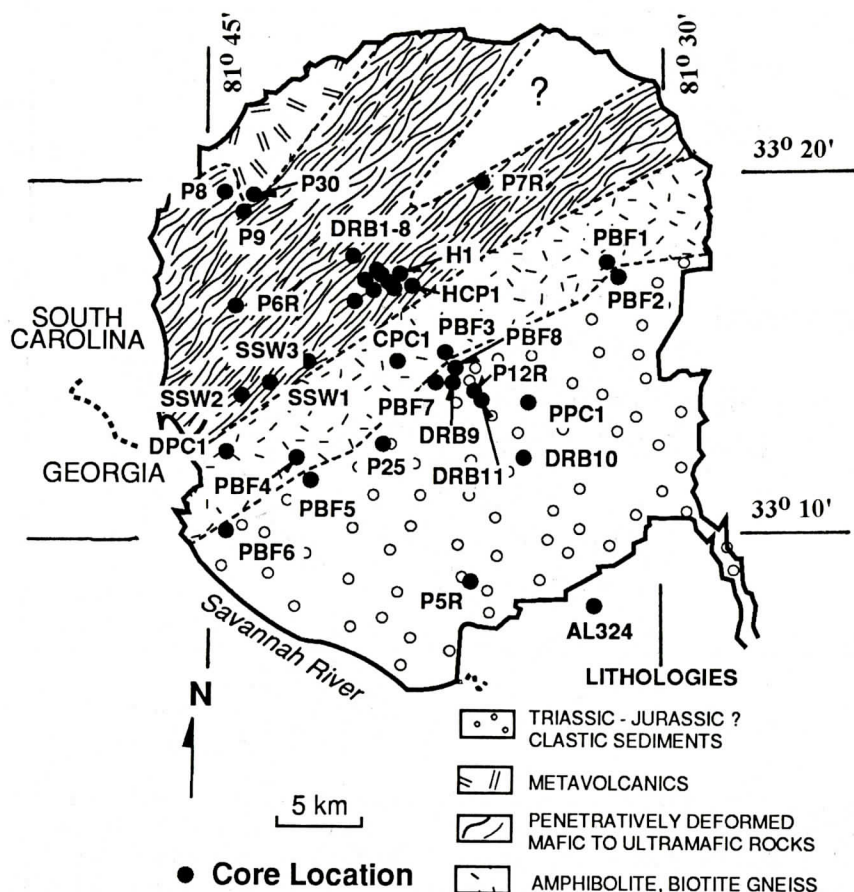 81° 45'
81° 30'
?
33° 20'
P8
P30
P7R
P9
DRB1-8
H1
PBF1
HCP1
PBF2
P6R
SOUTH
CAROLINA
CPC1
PBF3
PBF8
SSW3
P12R
SSW2
SSW1
PBF7
PPC1
DPC1
DRB9
GEORGIA
P25
DRB11
DRB10
PBF4
PBF5
33° 10'
PBF6
P5R
Savannah River
AL324
N
LITHOLOGIES
TRIASSIC - JURASSIC ?
CLASTIC SEDIMENTS
METAVOLCANICS
5 km
PENETRATIVELY DEFORMED
MAFIC TO ULTRAMAFIC ROCKS
Core Location
AMPHIBOLITE, BIOTITE GNEISS